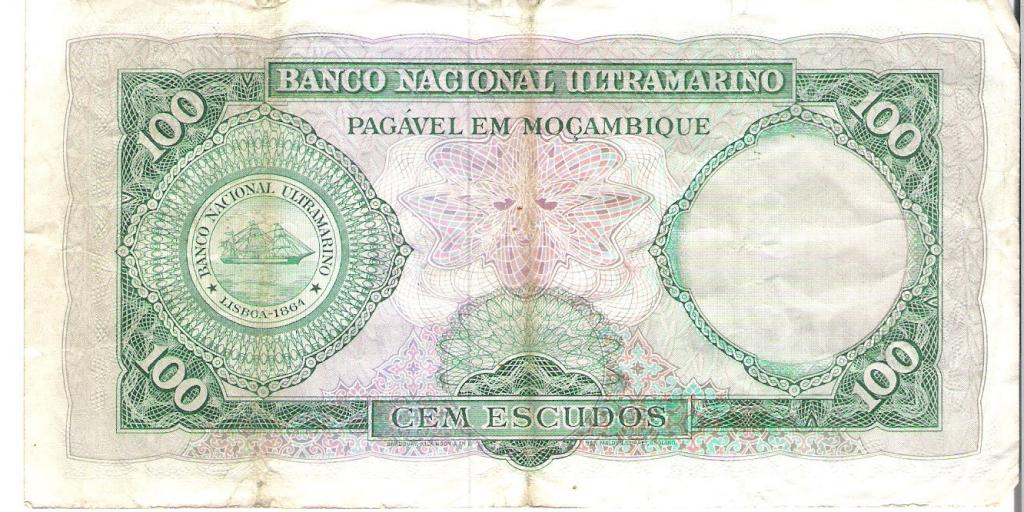 BANCO NACIONAL ULTRAMARINO
PAGÁVEL EM MOÇAMBIQUE
100
100
BANCO NACIONAL ULTRAMARINO
LISBOA-1864
100
100
CEM ESCUDOS